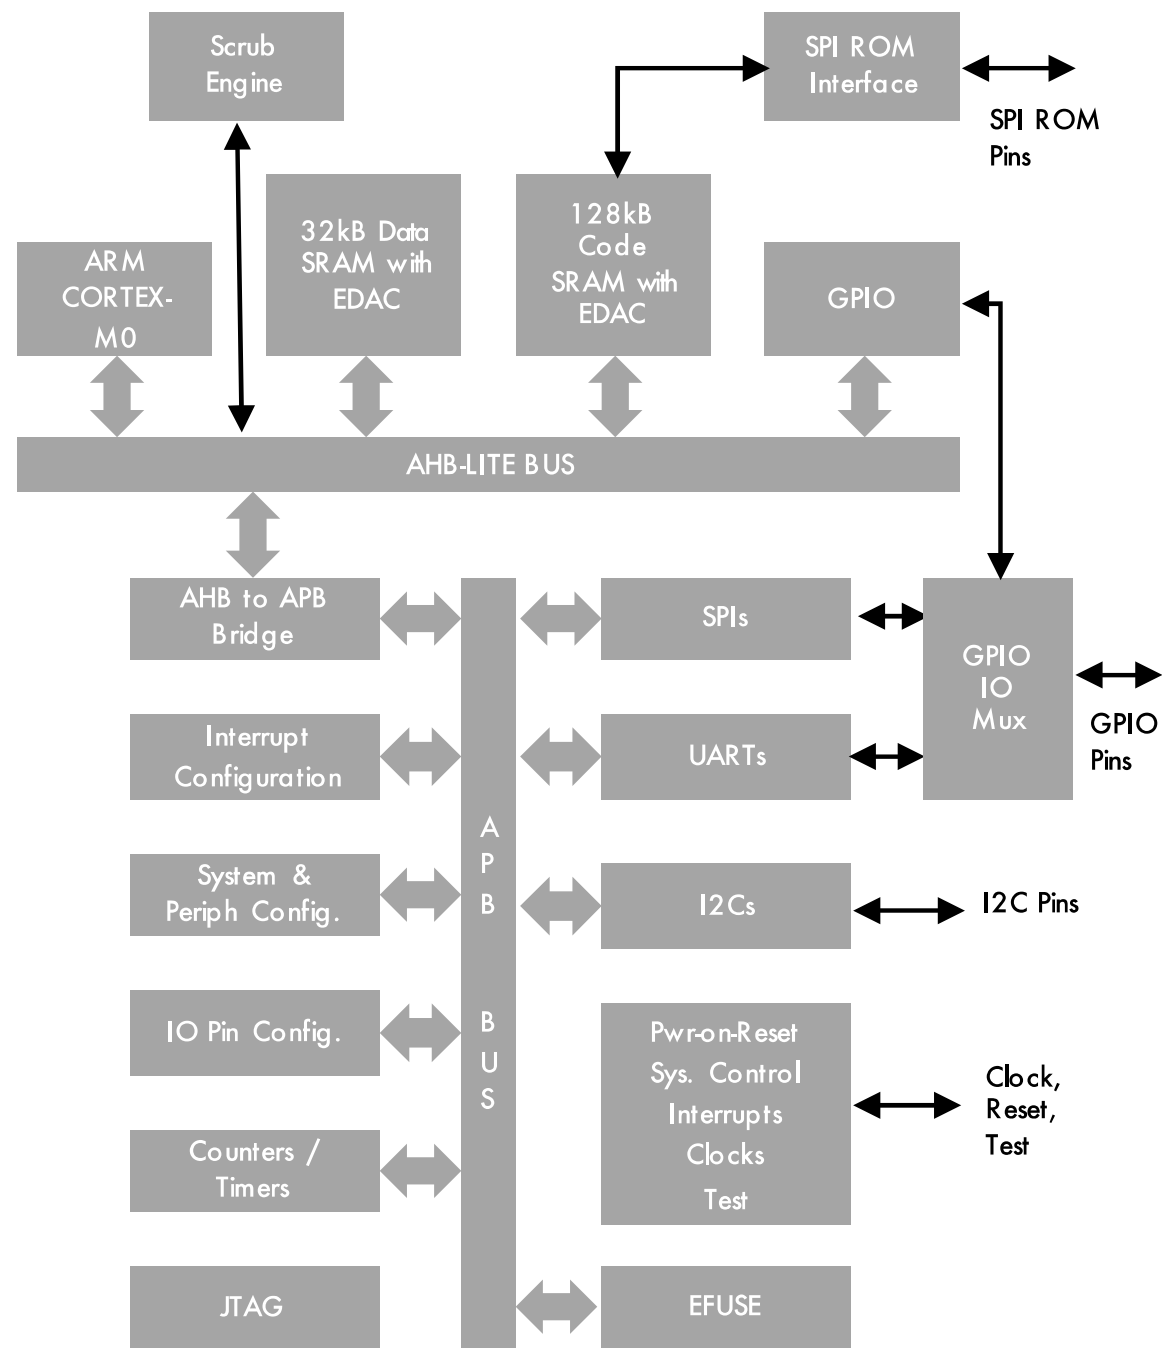 Scrub
Engine
SPI ROM
Interface
SPI ROM
Pins
ARM
CORTEX-
M0
32kB Data
SRAM with
EDAC
128kB
Code
SRAM with
EDAC
GPIO
AHB-LITE BUS
AHB to APB
Bridge
SPIs
GPIO
IO
Mux
GPIO
Pins
Interrupt
Configuration
UARTs
APB BUS
System &
Periph Config.
I2Cs
I2C Pins
IO Pin Config.
Pwr-on-Reset
Sys. Control
Interrupts
Clocks
Test
Clock,
Reset,
Test
Counters /
Timers
JTAG
EFUSE